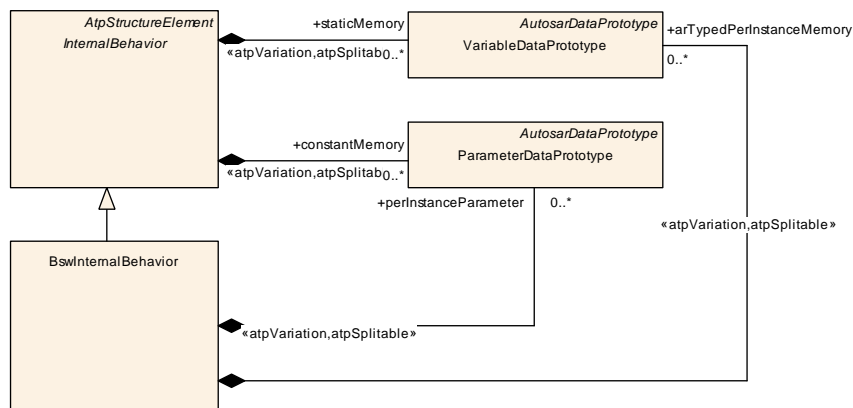 AtpStructureElement
InternalBehavior
+staticMemory
«atpVariation,atpSplitab
0..*
AutosarDataPrototype
VariableDataPrototype
+arTypedPerInstanceMemory
0..*
+constantMemory
«atpVariation,atpSplitab
0..*
AutosarDataPrototype
ParameterDataPrototype
+perInstanceParameter
0..*
«atpVariation,atpSplitable»
BswInternalBehavior
«atpVariation,atpSplitable»